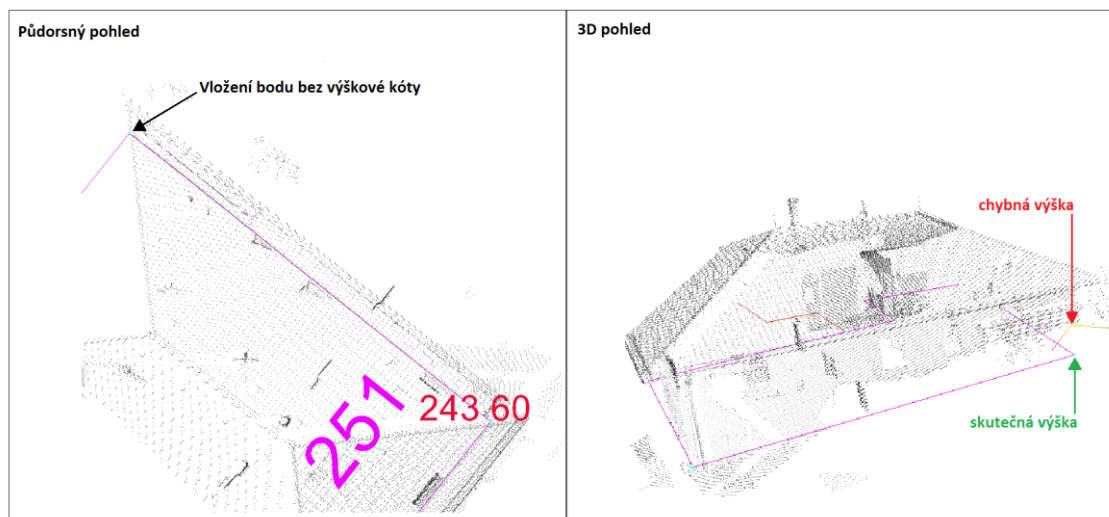 Půdorsný pohled
Vložení bodu bez výškové kóty
251
243 60
3D pohled
chybná výška
skutečná výška